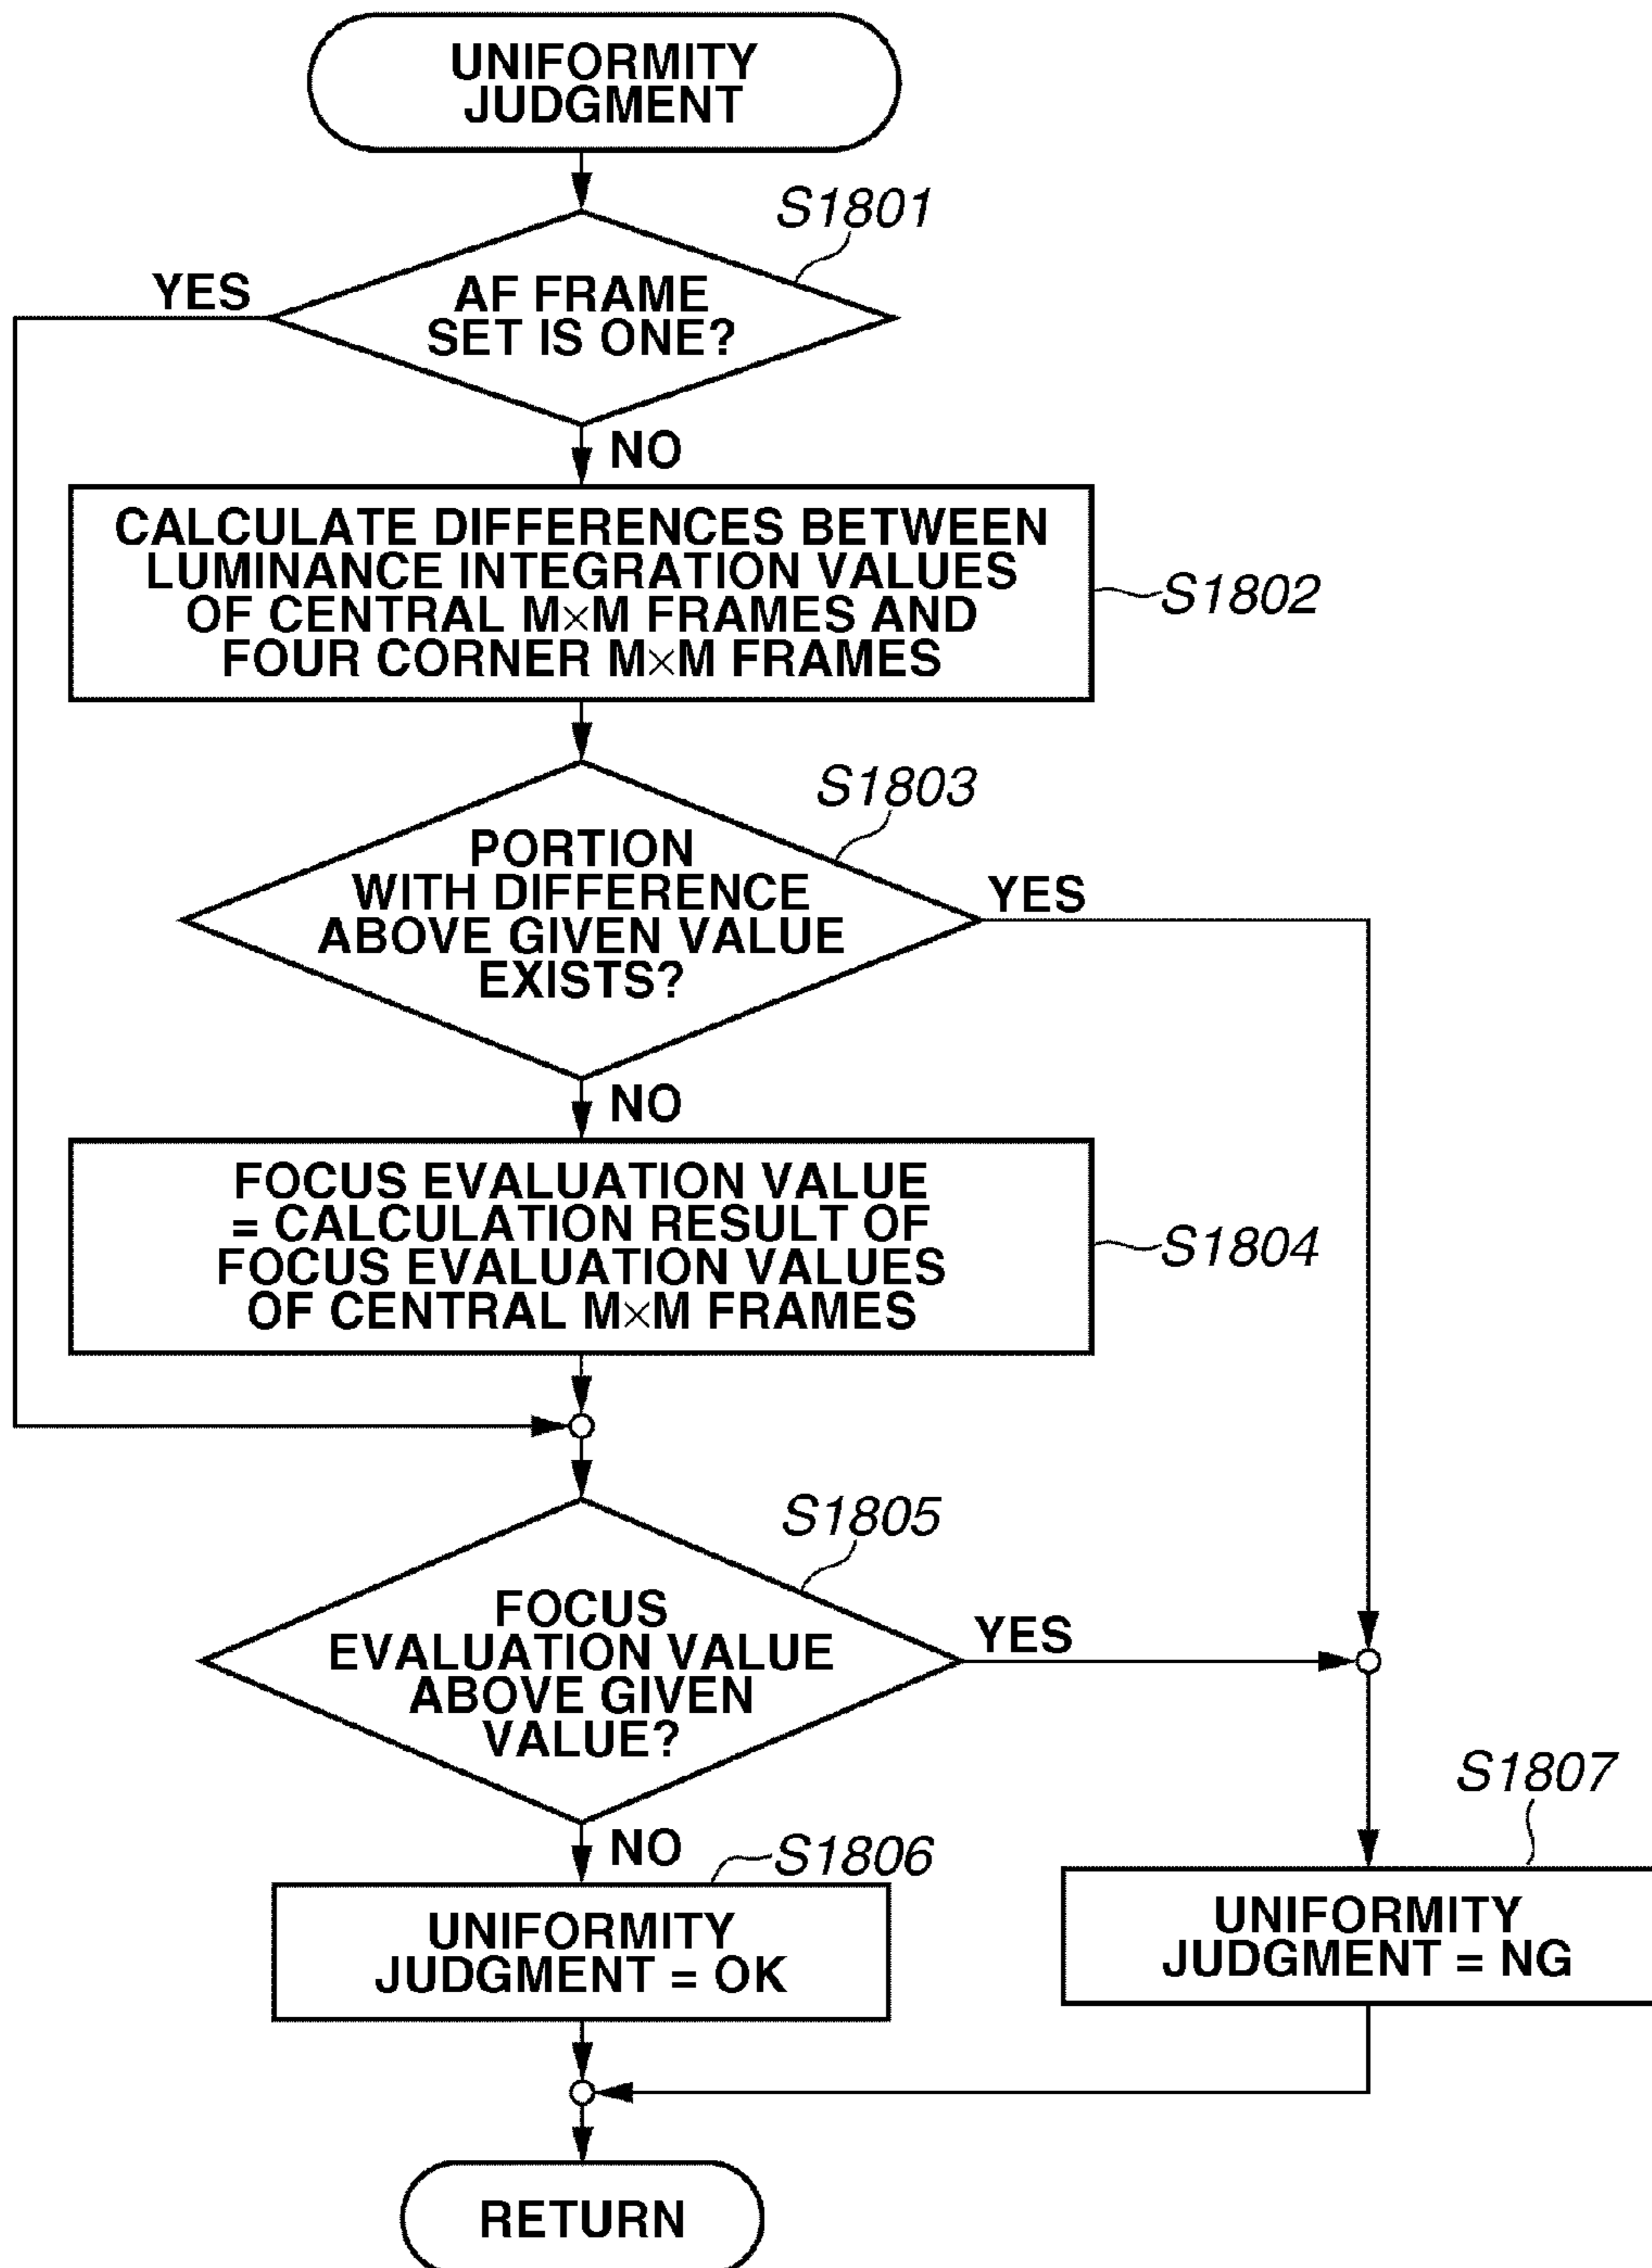 UNIFORMITY
JUDGMENT
S1801
YES
AF FRAME
SET IS ONE?
NO
CALCULATE DIFFERENCES BETWEEN
LUMINANCE INTEGRATION VALUES
OF CENTRAL M×M FRAMES AND
FOUR CORNER M×M FRAMES
S1802
S1803
PORTION
WITH DIFFERENCE
ABOVE GIVEN VALUE
EXISTS?
YES
NO
FOCUS EVALUATION VALUE
= CALCULATION RESULT OF
FOCUS EVALUATION VALUES
OF CENTRAL M×M FRAMES
S1804
S1805
FOCUS
EVALUATION VALUE
ABOVE GIVEN
VALUE?
YES
NO
S1806
UNIFORMITY
JUDGMENT = OK
S1807
UNIFORMITY
JUDGMENT = NG
RETURN